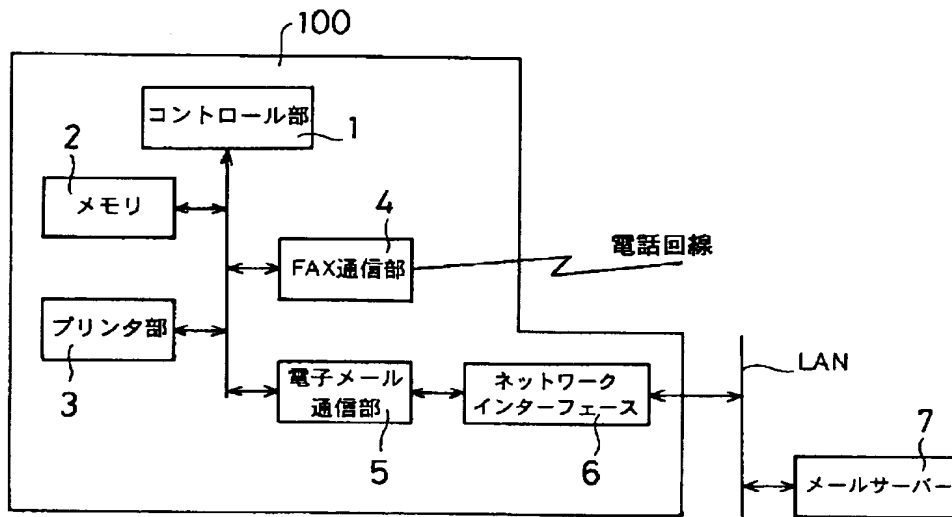 100
コントロール部
1
2
メモリ
4
電話回線
FAX通信部
プリンタ部
3
LAN
電子メール
通信部
ネットワーク
インターフェース
5
6
7
メールサーバー